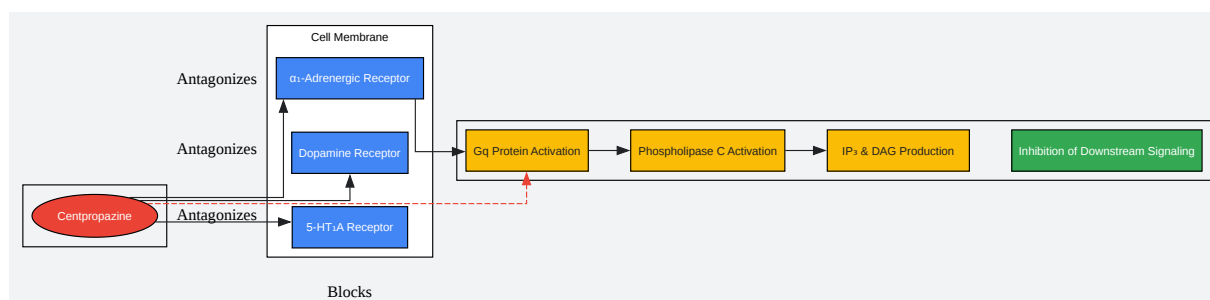 Cell Membrane
Antagonizes
α₁-Adrenergic Receptor
Antagonizes
Dopamine Receptor
Gq Protein Activation
Phospholipase C Activation
IP₃ & DAG Production
Inhibition of Downstream Signaling
Centpropazine
Antagonizes
5-HT₁A Receptor
Blocks